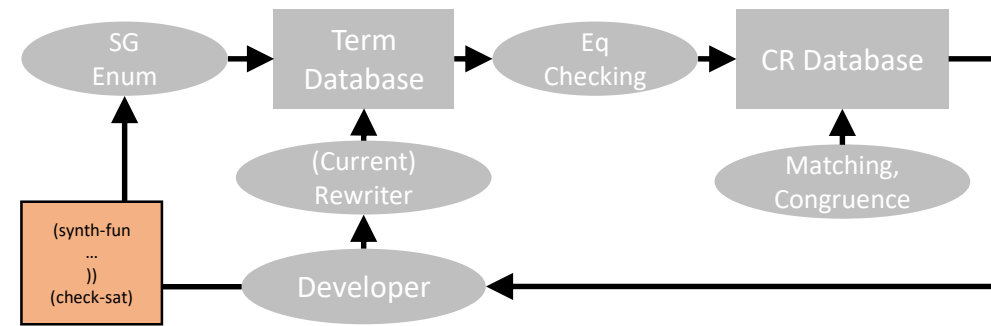 SG
Enum
Term
Database
Eq
Checking
CR Database
(Current)
Rewriter
Matching,
Congruence
(synth-fun
...
))
(check-sat)
Developer